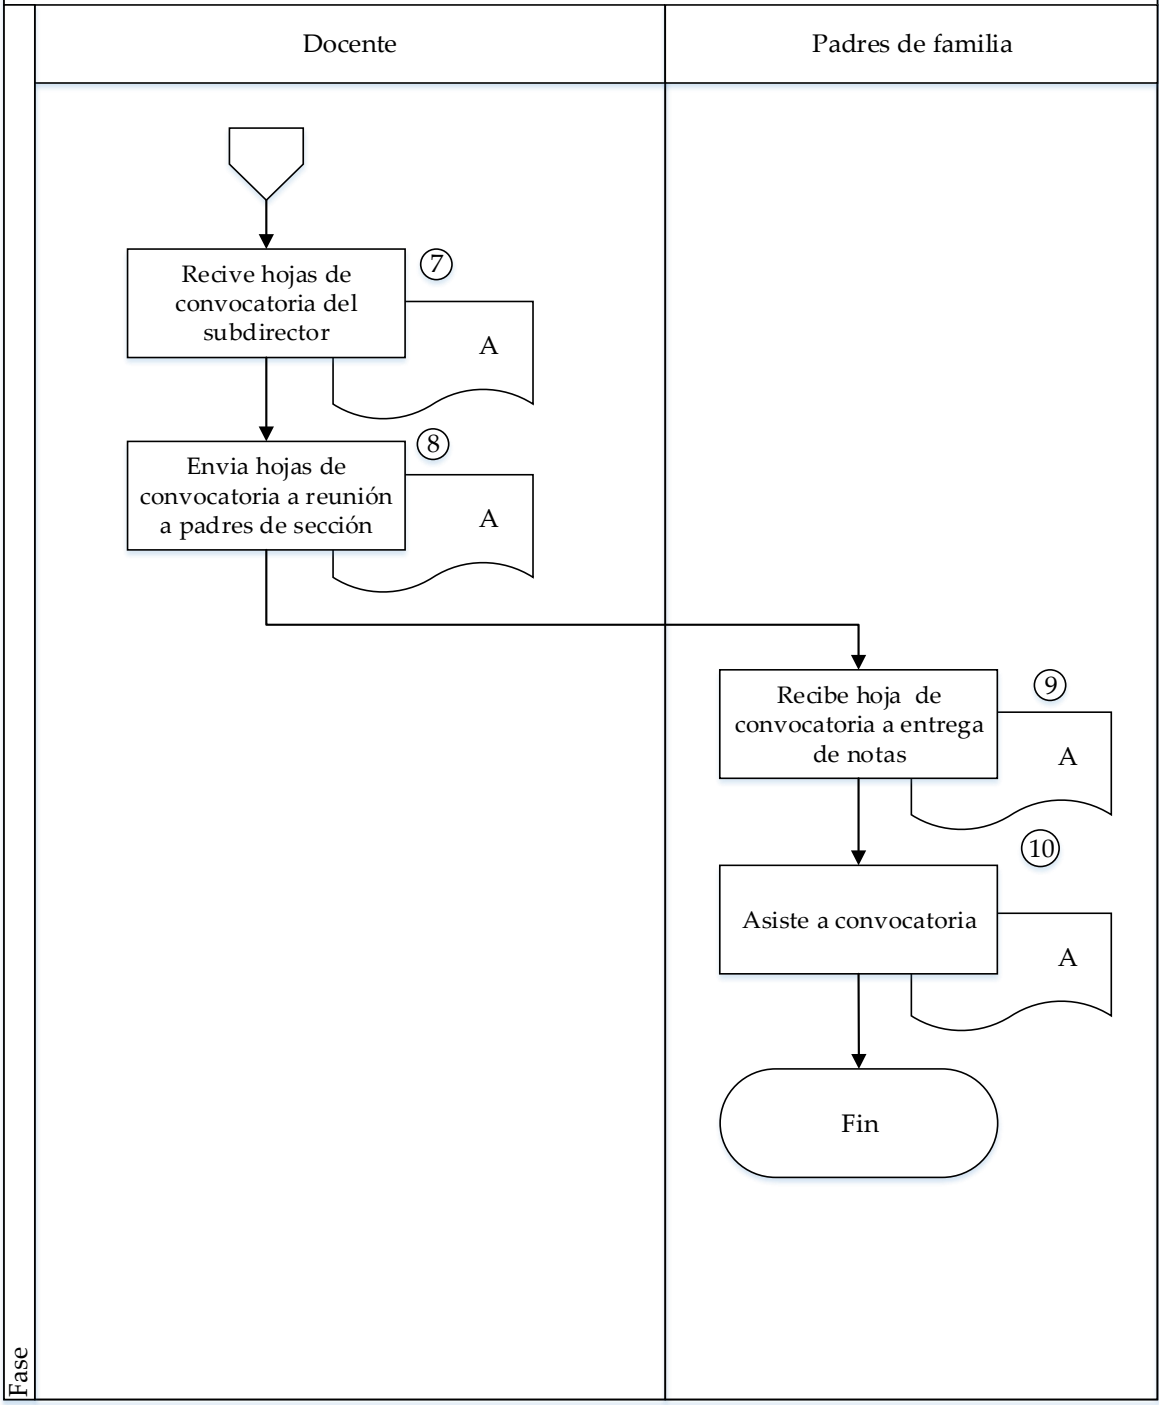 Docente
Padres de familia
7
Recive hojas de
convocatoria del
subdirector
A
8
Envia hojas de
convocatoria a reunión
a padres de sección
A
9
Recibe hoja  de
convocatoria a entrega
de notas
A
10
Asiste a convocatoria
A
Fin
Fase